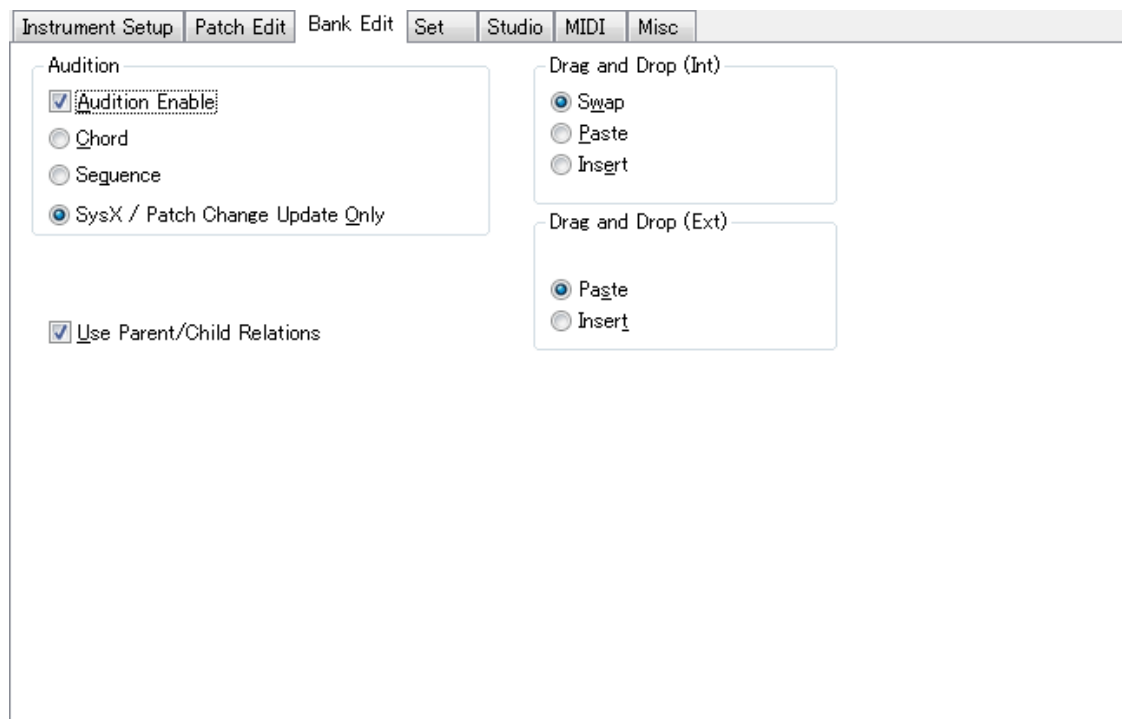 Instrument Setup Patch Edit Bank Edit Set Studio MIDI Misc
Audition
Audition Enable
Chord
Sequence
SysX / Patch Change Update Only
Use Parent/Child Relations
Drag and Drop (Int)
Swap
Paste
Insert
Drag and Drop (Ext)
Paste
Insert